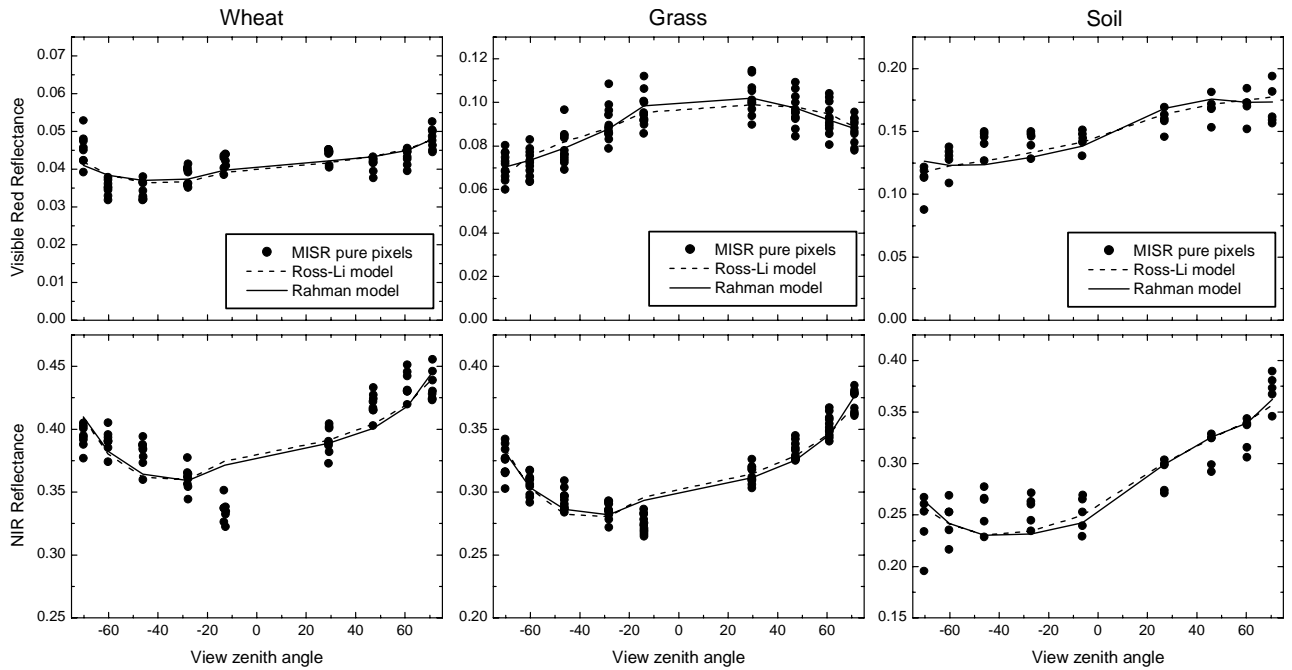 Wheat
Grass
Soil
Visible Red Reflectance
0.07
0.06
0.05
0.04
0.03
0.02
0.01
0.00
MISR pure pixels
Ross-Li model
Rahman model
0.12
0.10
0.08
0.06
0.04
0.02
0.00
MISR pure pixels
Ross-Li model
Rahman model
0.20
0.15
0.10
0.05
0.00
MISR pure pixels
Ross-Li model
Rahman model
NIR Reflectance
0.45
0.40
0.35
0.30
0.25
-60 -40 -20 0 20 40 60
View zenith angle
0.40
0.35
0.30
0.25
0.20
-60 -40 -20 0 20 40 60
View zenith angle
0.40
0.35
0.30
0.25
0.20
0.15
-60 -40 -20 0 20 40 60
View zenith angle